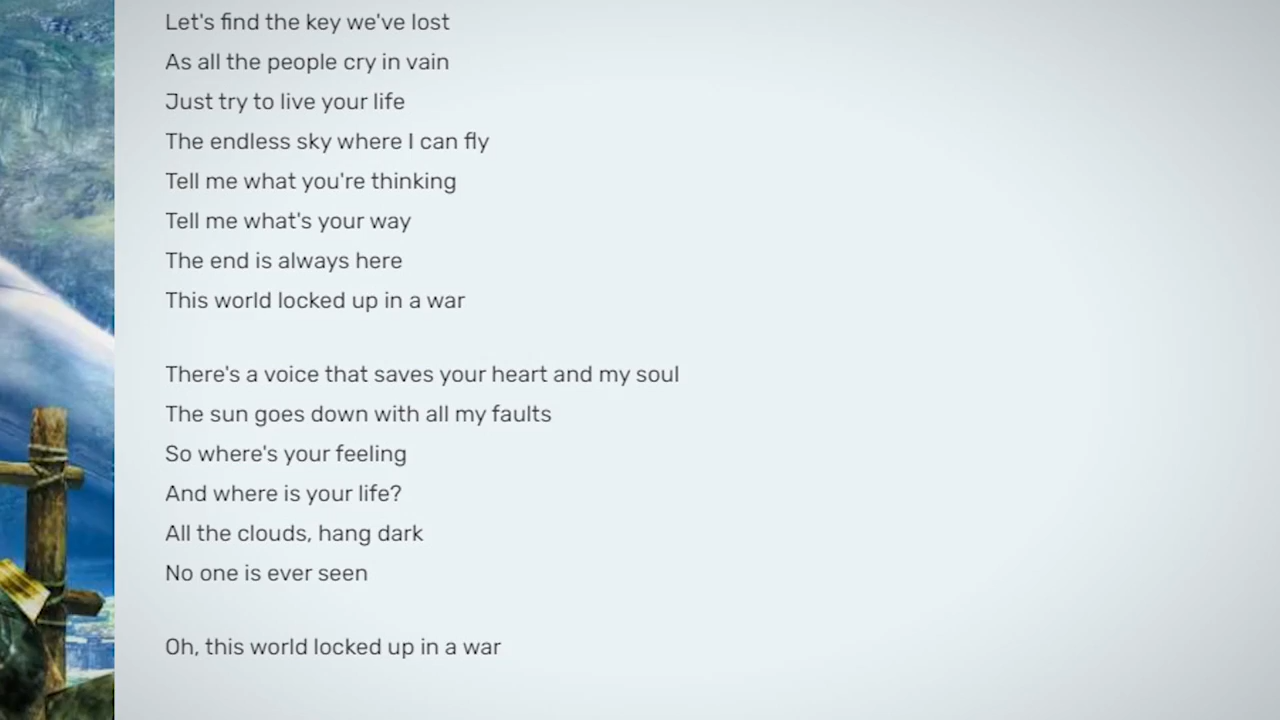 Let's find the key we've lost
As all the people cry in vain
Just try to live your life
The endless sky where I can fly
Tell me what you're thinking
Tell me what's your way
The end is always here
This world locked up in a war
There's a voice that saves your heart and my soul
The sun goes down with all my faults
So where's your feeling
And where is your life?
All the clouds, hang dark
No one is ever seen
Oh, this world locked up in a war